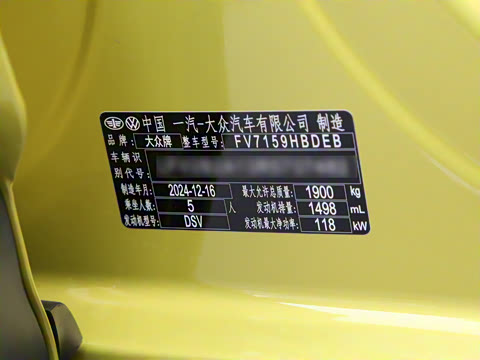 中国 一汽-大众汽车有限公司 制造
品牌: 大众牌 整车型号: FV7159HBDEB
车辆识
别代号:
制造年月: 2024-12-16 最大允许总质量: 1900 kg
乘坐人数: 5 人 发动机排量: 1498 mL
发动机型号: DSV 发动机最大净功率: 118 kW